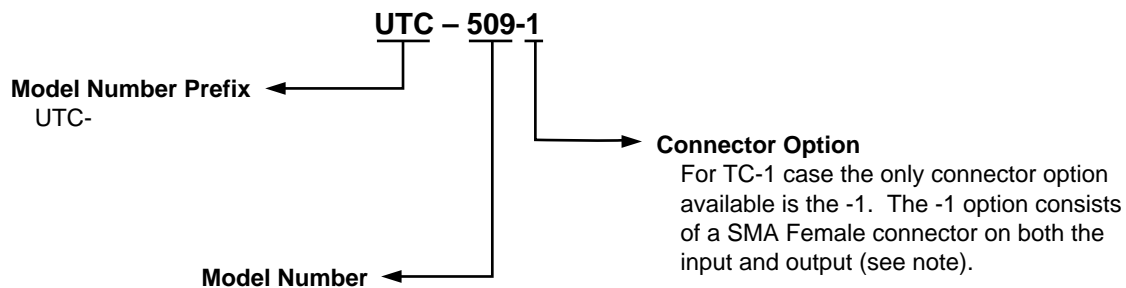 UTC – 509-1
Model Number Prefix
UTC-
Connector Option
For TC-1 case the only connector option
available is the -1.  The -1 option consists
of a SMA Female connector on both the
input and output (see note).
Model Number